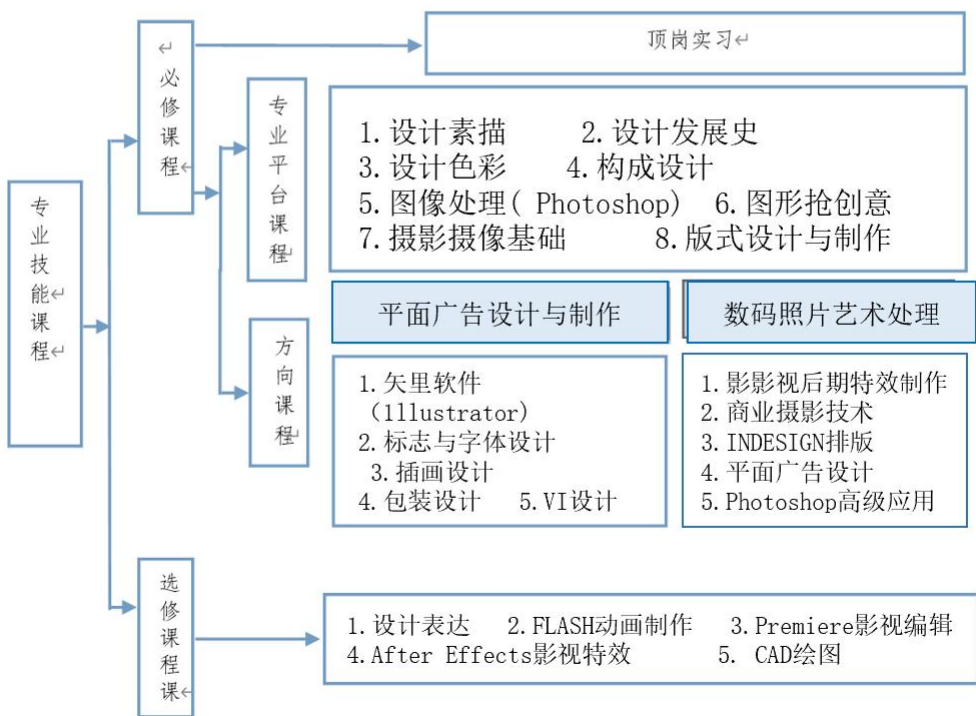 专业技能课程
必修课程
顶岗实习
专业平台课程
1.设计素描 2.设计发展史
3.设计色彩 4.构成设计
5.图像处理( Photoshop) 6.图形抢创意
7.摄影摄像基础 8.版式设计与制作
方向课程
平面广告设计与制作
1.矢里软件
(1llustrator)
2.标志与字体设计
3.插画设计
4.包装设计 5.VI设计
数码照片艺术处理
1.影影视后期特效制作
2.商业摄影技术
3.INDESIGN排版
4.平面广告设计
5.Photoshop高级应用
选修课程课
1.设计表达 2.FLASH动画制作 3.Premiere影视编辑
4.After Effects影视特效 5. CAD绘图